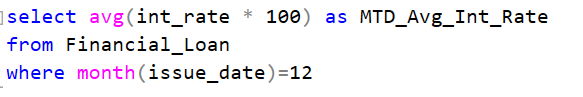 select avg(int_rate * 100) as MTD_Avg_Int_Rate
from Financial_Loan
where month(issue_date)=12